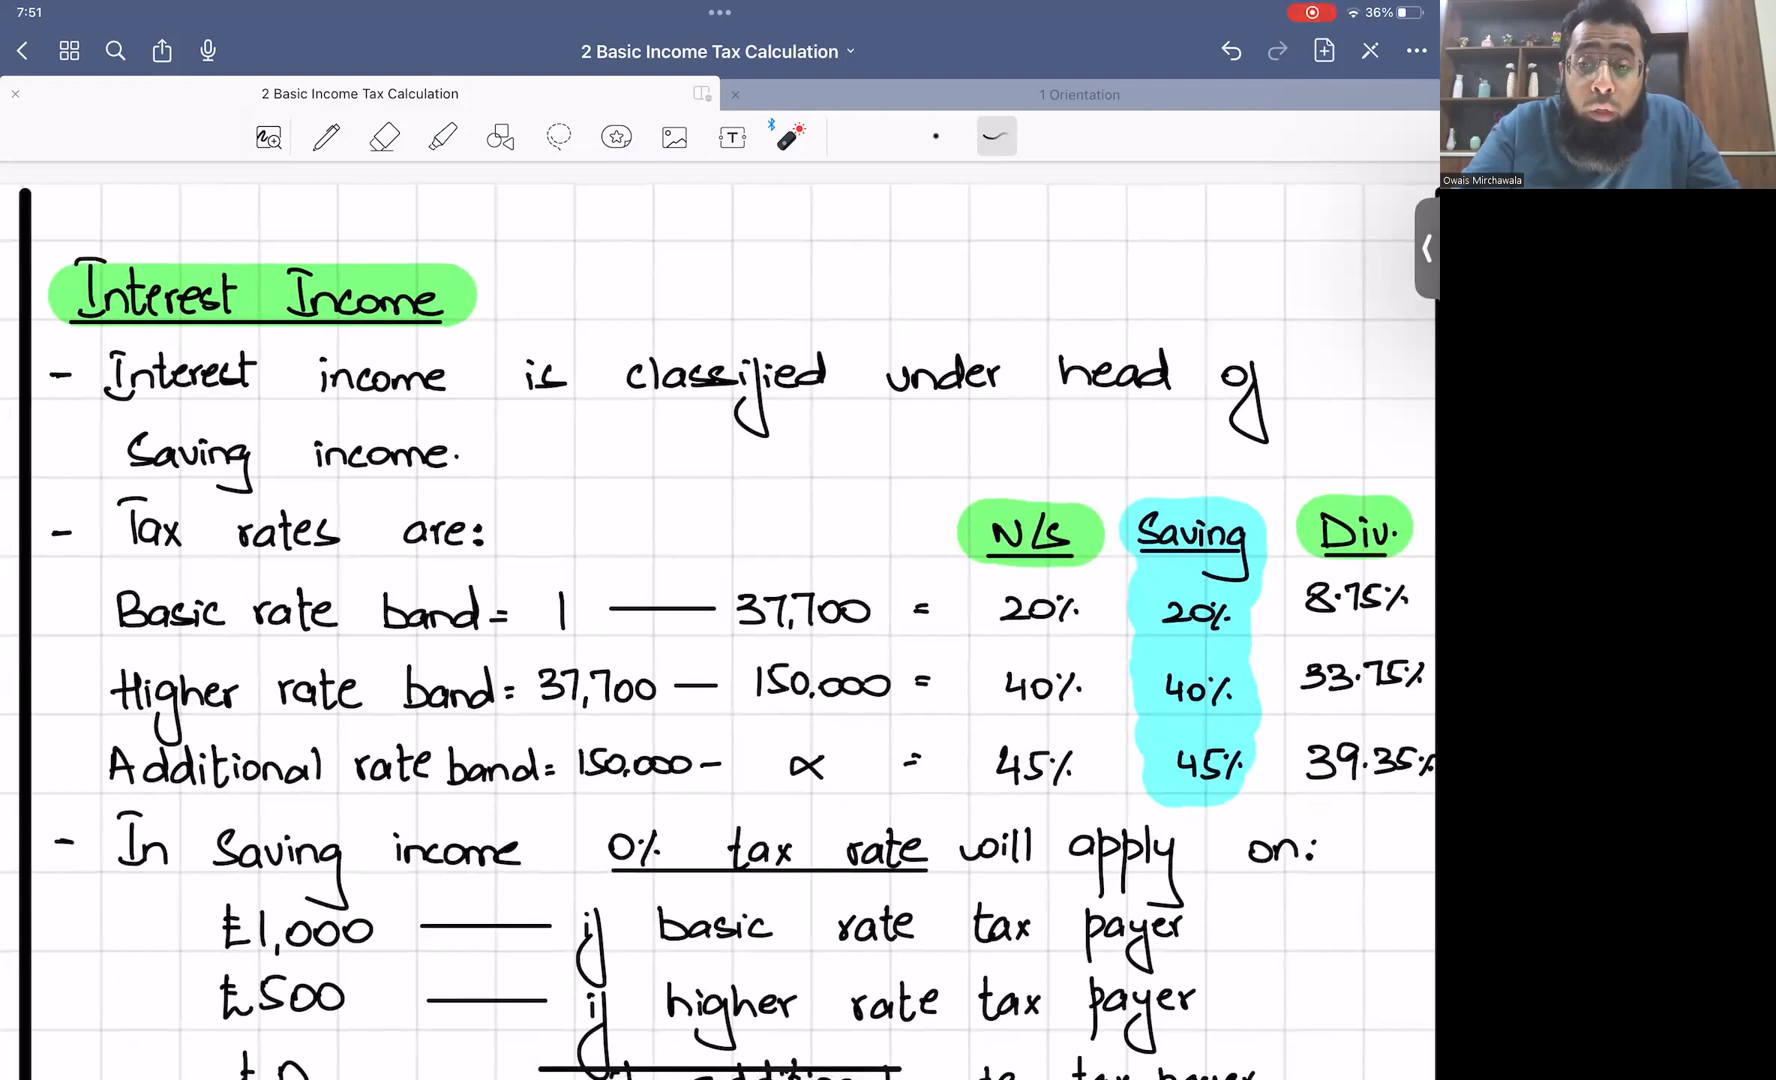 7:51
36%
2 Basic Income Tax Calculation
2 Basic Income Tax Calculation
1 Orientation
T
Owais Mirchawala
Interest Income
- Interest income is classified under head of
Saving income.
- Tax rates are: N/S Saving Div.
Basic rate band = 1 — 37,700 = 20% 20% 8.75%
Higher rate band = 37,700 — 150,000 = 40% 40% 33.75%
Additional rate band = 150,000 - ∝ = 45% 45% 39.35%
- In Saving income 0% tax rate will apply on:
£1,000 — if basic rate tax payer
£500 — if higher rate tax payer